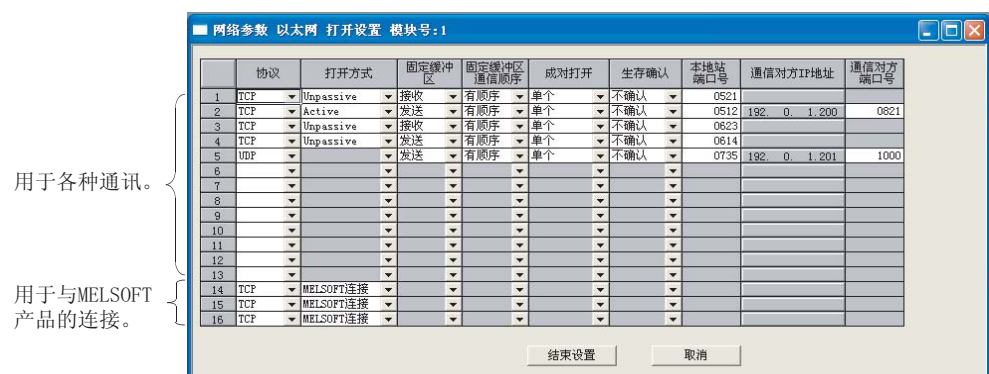 网络参数 以太网 打开设置 模块号:1
协议 打开方式 固定缓冲区 固定缓冲区通信顺序 成对打开 生存确认 本地站端口号 通信对方IP地址 通信对方端口号
1 TCP Unpassive 接收 有顺序 单个 不确认 0521
2 TCP Active 发送 有顺序 单个 不确认 0512 192. 0. 1.200 0821
3 TCP Unpassive 接收 有顺序 单个 不确认 0623
4 TCP Unpassive 发送 有顺序 单个 不确认 0614
5 UDP 发送 有顺序 单个 不确认 0735 192. 0. 1.201 1000
6
7
8
9
10
11
12
13
14 TCP MELSOFT连接
15 TCP MELSOFT连接
16 TCP MELSOFT连接
用于各种通讯。
用于与MELSOFT
产品的连接。
结束设置 取消